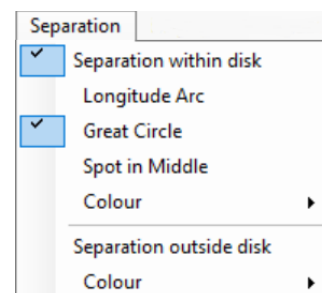 Separation
Separation within disk
Longitude Arc
Great Circle
Spot in Middle
Colour
Separation outside disk
Colour